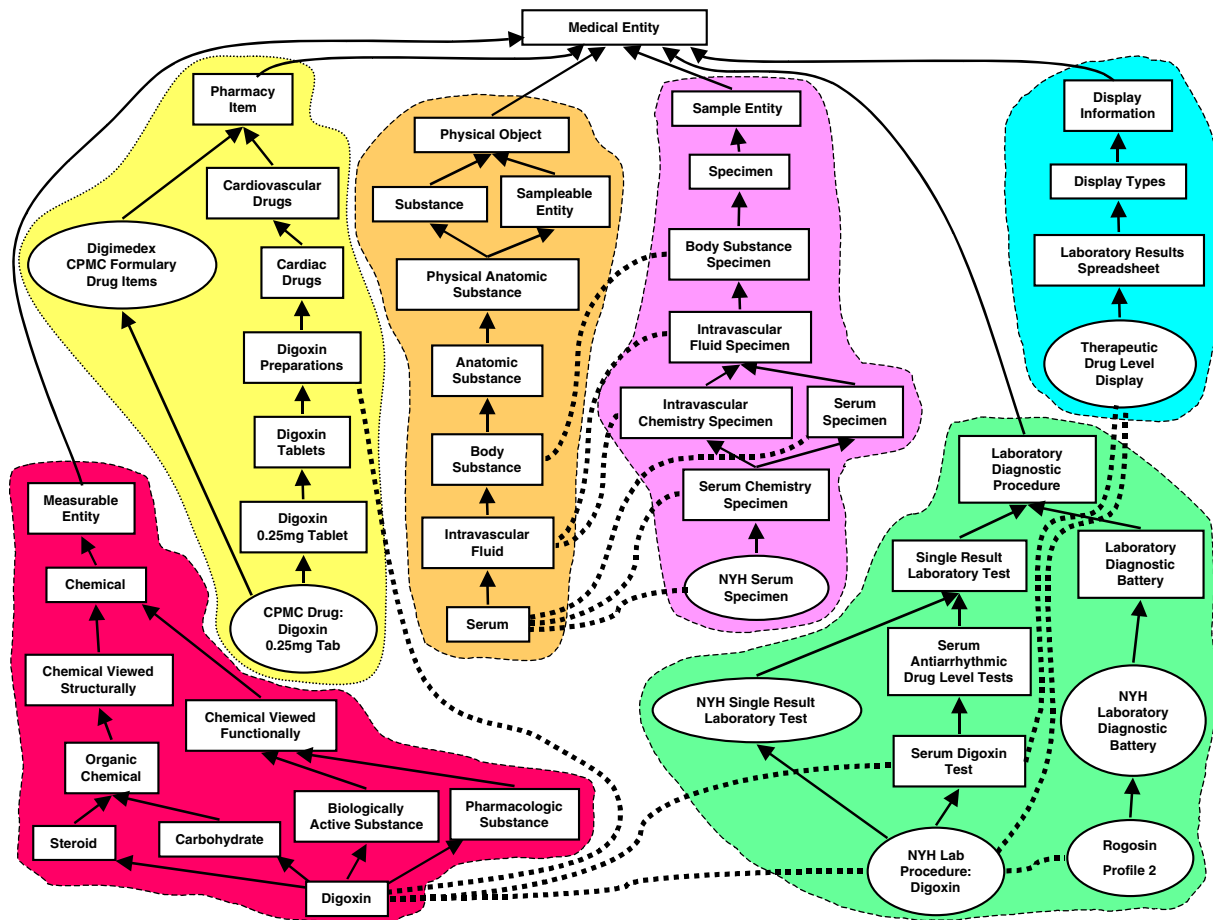 Medical Entity
Pharmacy
Item
Cardiovascular
Drugs
Digimedex
CPMC Formulary
Drug Items
Cardiac
Drugs
Digoxin
Preparations
Digoxin
Tablets
Digoxin
0.25mg Tablet
CPMC Drug:
Digoxin
0.25mg Tab
Physical Object
Substance
Sampleable
Entity
Physical Anatomic
Substance
Anatomic
Substance
Body
Substance
Intravascular
Fluid
Serum
Sample Entity
Specimen
Body Substance
Specimen
Intravascular
Fluid Specimen
Intravascular
Chemistry Specimen
Serum
Specimen
Serum Chemistry
Specimen
NYH Serum
Specimen
Display
Information
Display Types
Laboratory Results
Spreadsheet
Therapeutic
Drug Level
Display
Measurable
Entity
Chemical
Chemical Viewed
Structurally
Chemical Viewed
Functionally
Organic
Chemical
Steroid
Carbohydrate
Biologically
Active Substance
Pharmacologic
Substance
Digoxin
Laboratory
Diagnostic
Procedure
Single Result
Laboratory Test
Laboratory
Diagnostic
Battery
Serum
Antiarrhythmic
Drug Level Tests
NYH Single Result
Laboratory Test
NYH
Laboratory
Diagnostic
Battery
Serum Digoxin
Test
NYH Lab
Procedure:
Digoxin
Rogosin
Profile 2